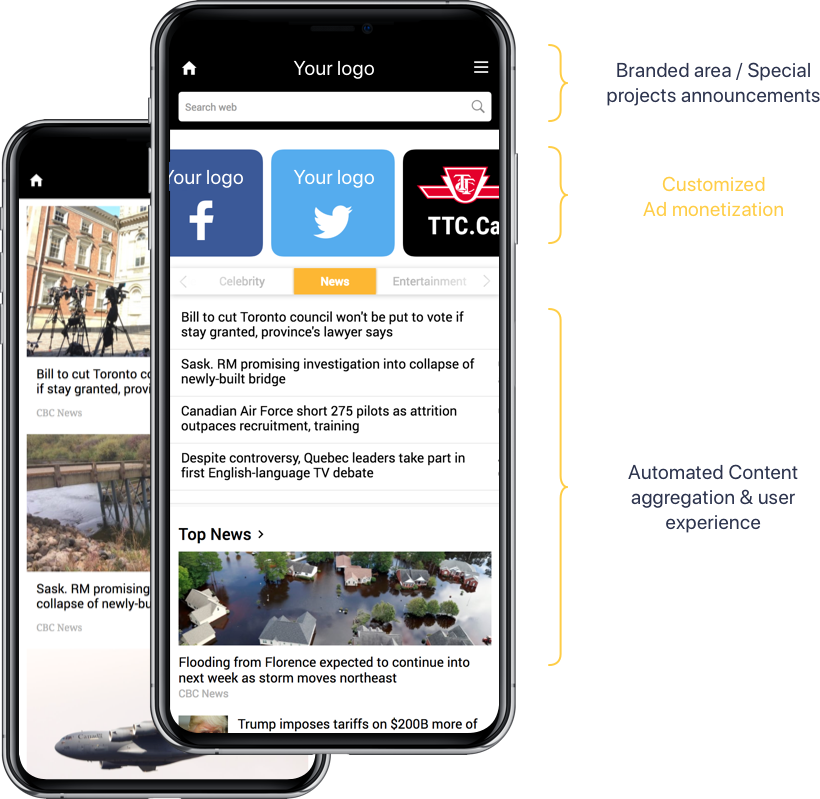 Your logo
Search web
Your logo
Your logo
TTC.Ca
Celebrity
News
Entertainment
Bill to cut Toronto council won't be put to vote if
stay granted, province's lawyer says
Sask. RM promising investigation into collapse of
newly-built bridge
Canadian Air Force short 275 pilots as attrition
outpaces recruitment, training
Despite controversy, Quebec leaders take part in
first English-language TV debate
Top News >
Flooding from Florence expected to continue into
next week as storm moves northeast
CBC News
Trump imposes tariffs on $200B more of
Bill to cut Toronto co
if stay granted, provi
CBC News
Sask. RM promising
collapse of newly-bu
CBC News
Canada
Branded area / Special
projects announcements
Customized
Ad monetization
Automated Content
aggregation & user
experience